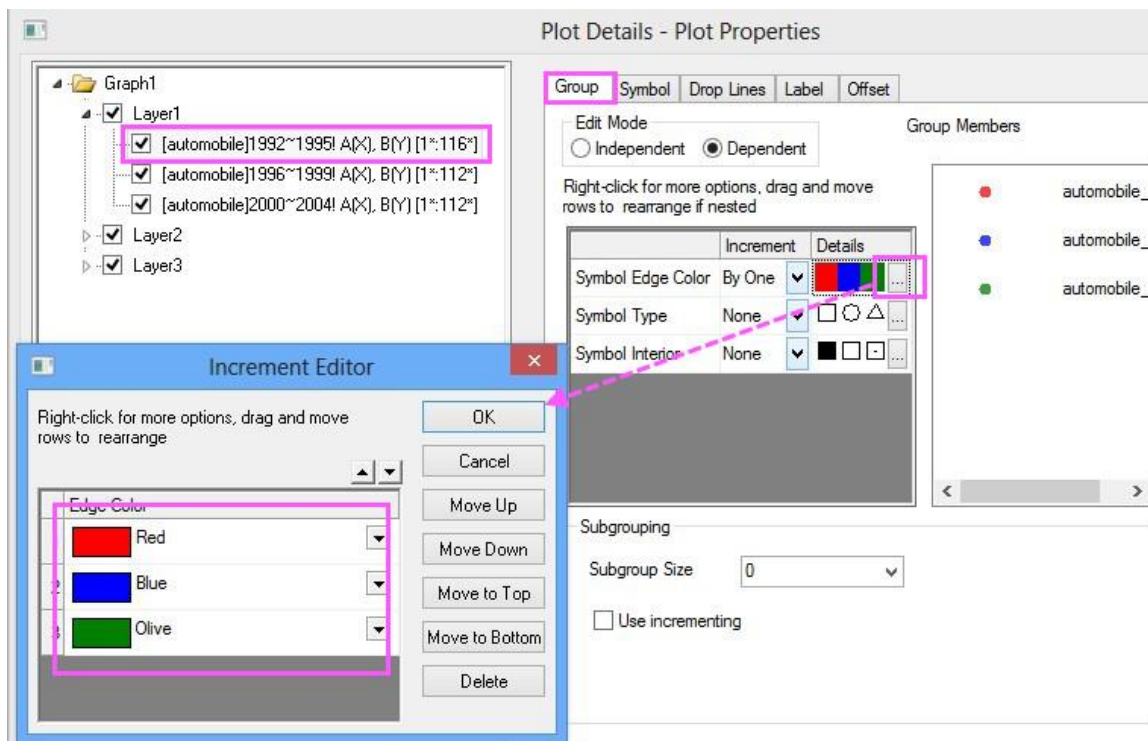 Plot Details - Plot Properties
Graph1
Layer1
[automobile]1992~1995! A(X), B(Y) [1*:116*]
[automobile]1996~1999! A(X), B(Y) [1*:112*]
[automobile]2000~2004! A(X), B(Y) [1*:112*]
Layer2
Layer3
Group Symbol Drop Lines Label Offset
Edit Mode
Independent Dependent
Group Members
Right-click for more options, drag and move
rows to rearrange if nested
Increment Details
Symbol Edge Color By One ...
Symbol Type None ...
Symbol Interior None ...
automobile_
automobile_
automobile_
Subgrouping
Subgroup Size 0
Use incrementing
Increment Editor
Right-click for more options, drag and move
rows to rearrange
Edge Color
Red
2 Blue
3 Olive
OK
Cancel
Move Up
Move Down
Move to Top
Move to Bottom
Delete